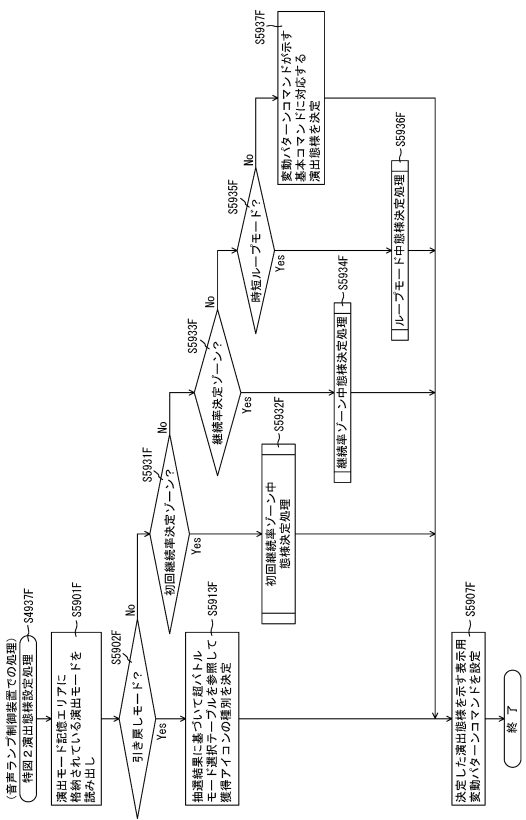 (音声ランプ制御装置での処理)
特図2演出態様設定処理
S4937F
演出モード記憶エリアに
格納されている演出モードを
読み出し
S5901F
引き戻しモード?
S5902F
Yes
No
抽選結果に基づいて超バトル
モード選択テーブルを参照して
獲得アイコンの種別を決定
S5913F
初回継続率決定ゾーン?
S5931F
Yes
No
初回継続率ゾーン中
態様決定処理
S5932F
継続率決定ゾーン?
S5933F
Yes
No
継続率ゾーン中態様決定処理
S5934F
時短ループモード?
S5935F
Yes
No
ループモード中態様決定処理
S5936F
変動パターンコマンドが示す
基本コマンドに対応する
演出態様を決定
S5937F
決定した演出態様を示す表示用
変動パターンコマンドを設定
S5907F
終了